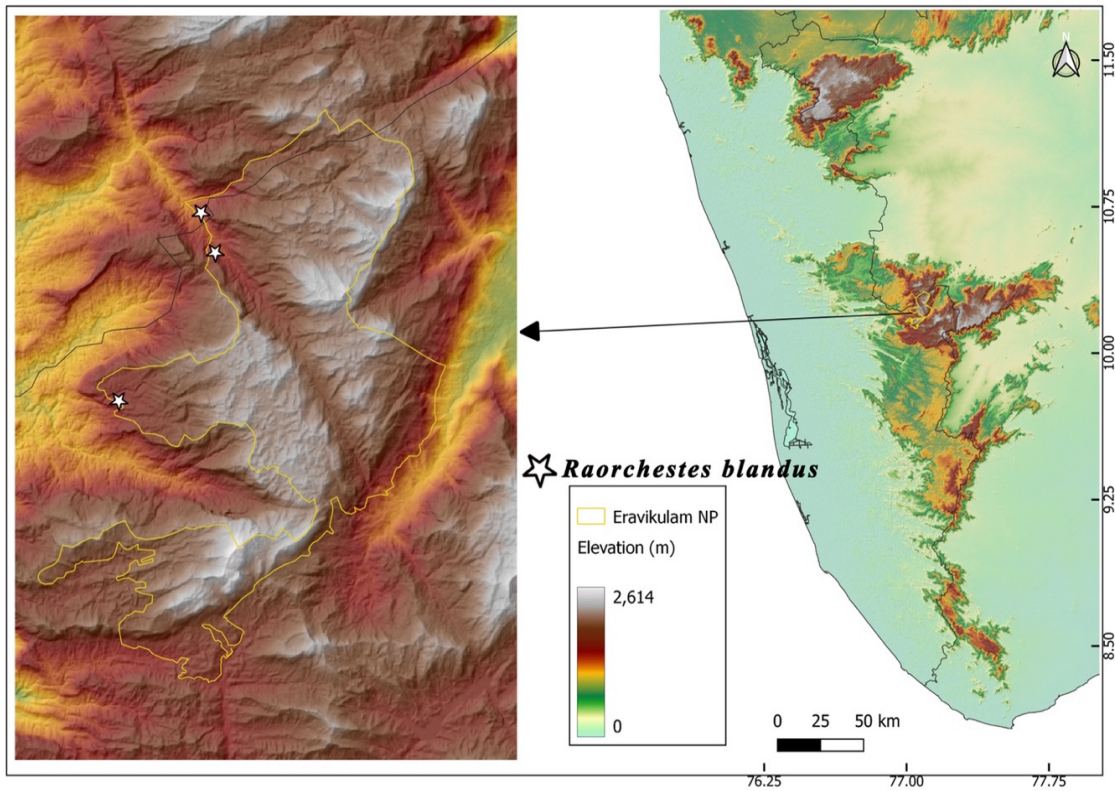 N
11.50
10.75
10.00
9.25
8.50
Raorchestes blandus
Eravikulam NP
Elevation (m)
2,614
0
0 25 50 km
76.25 77.00 77.75